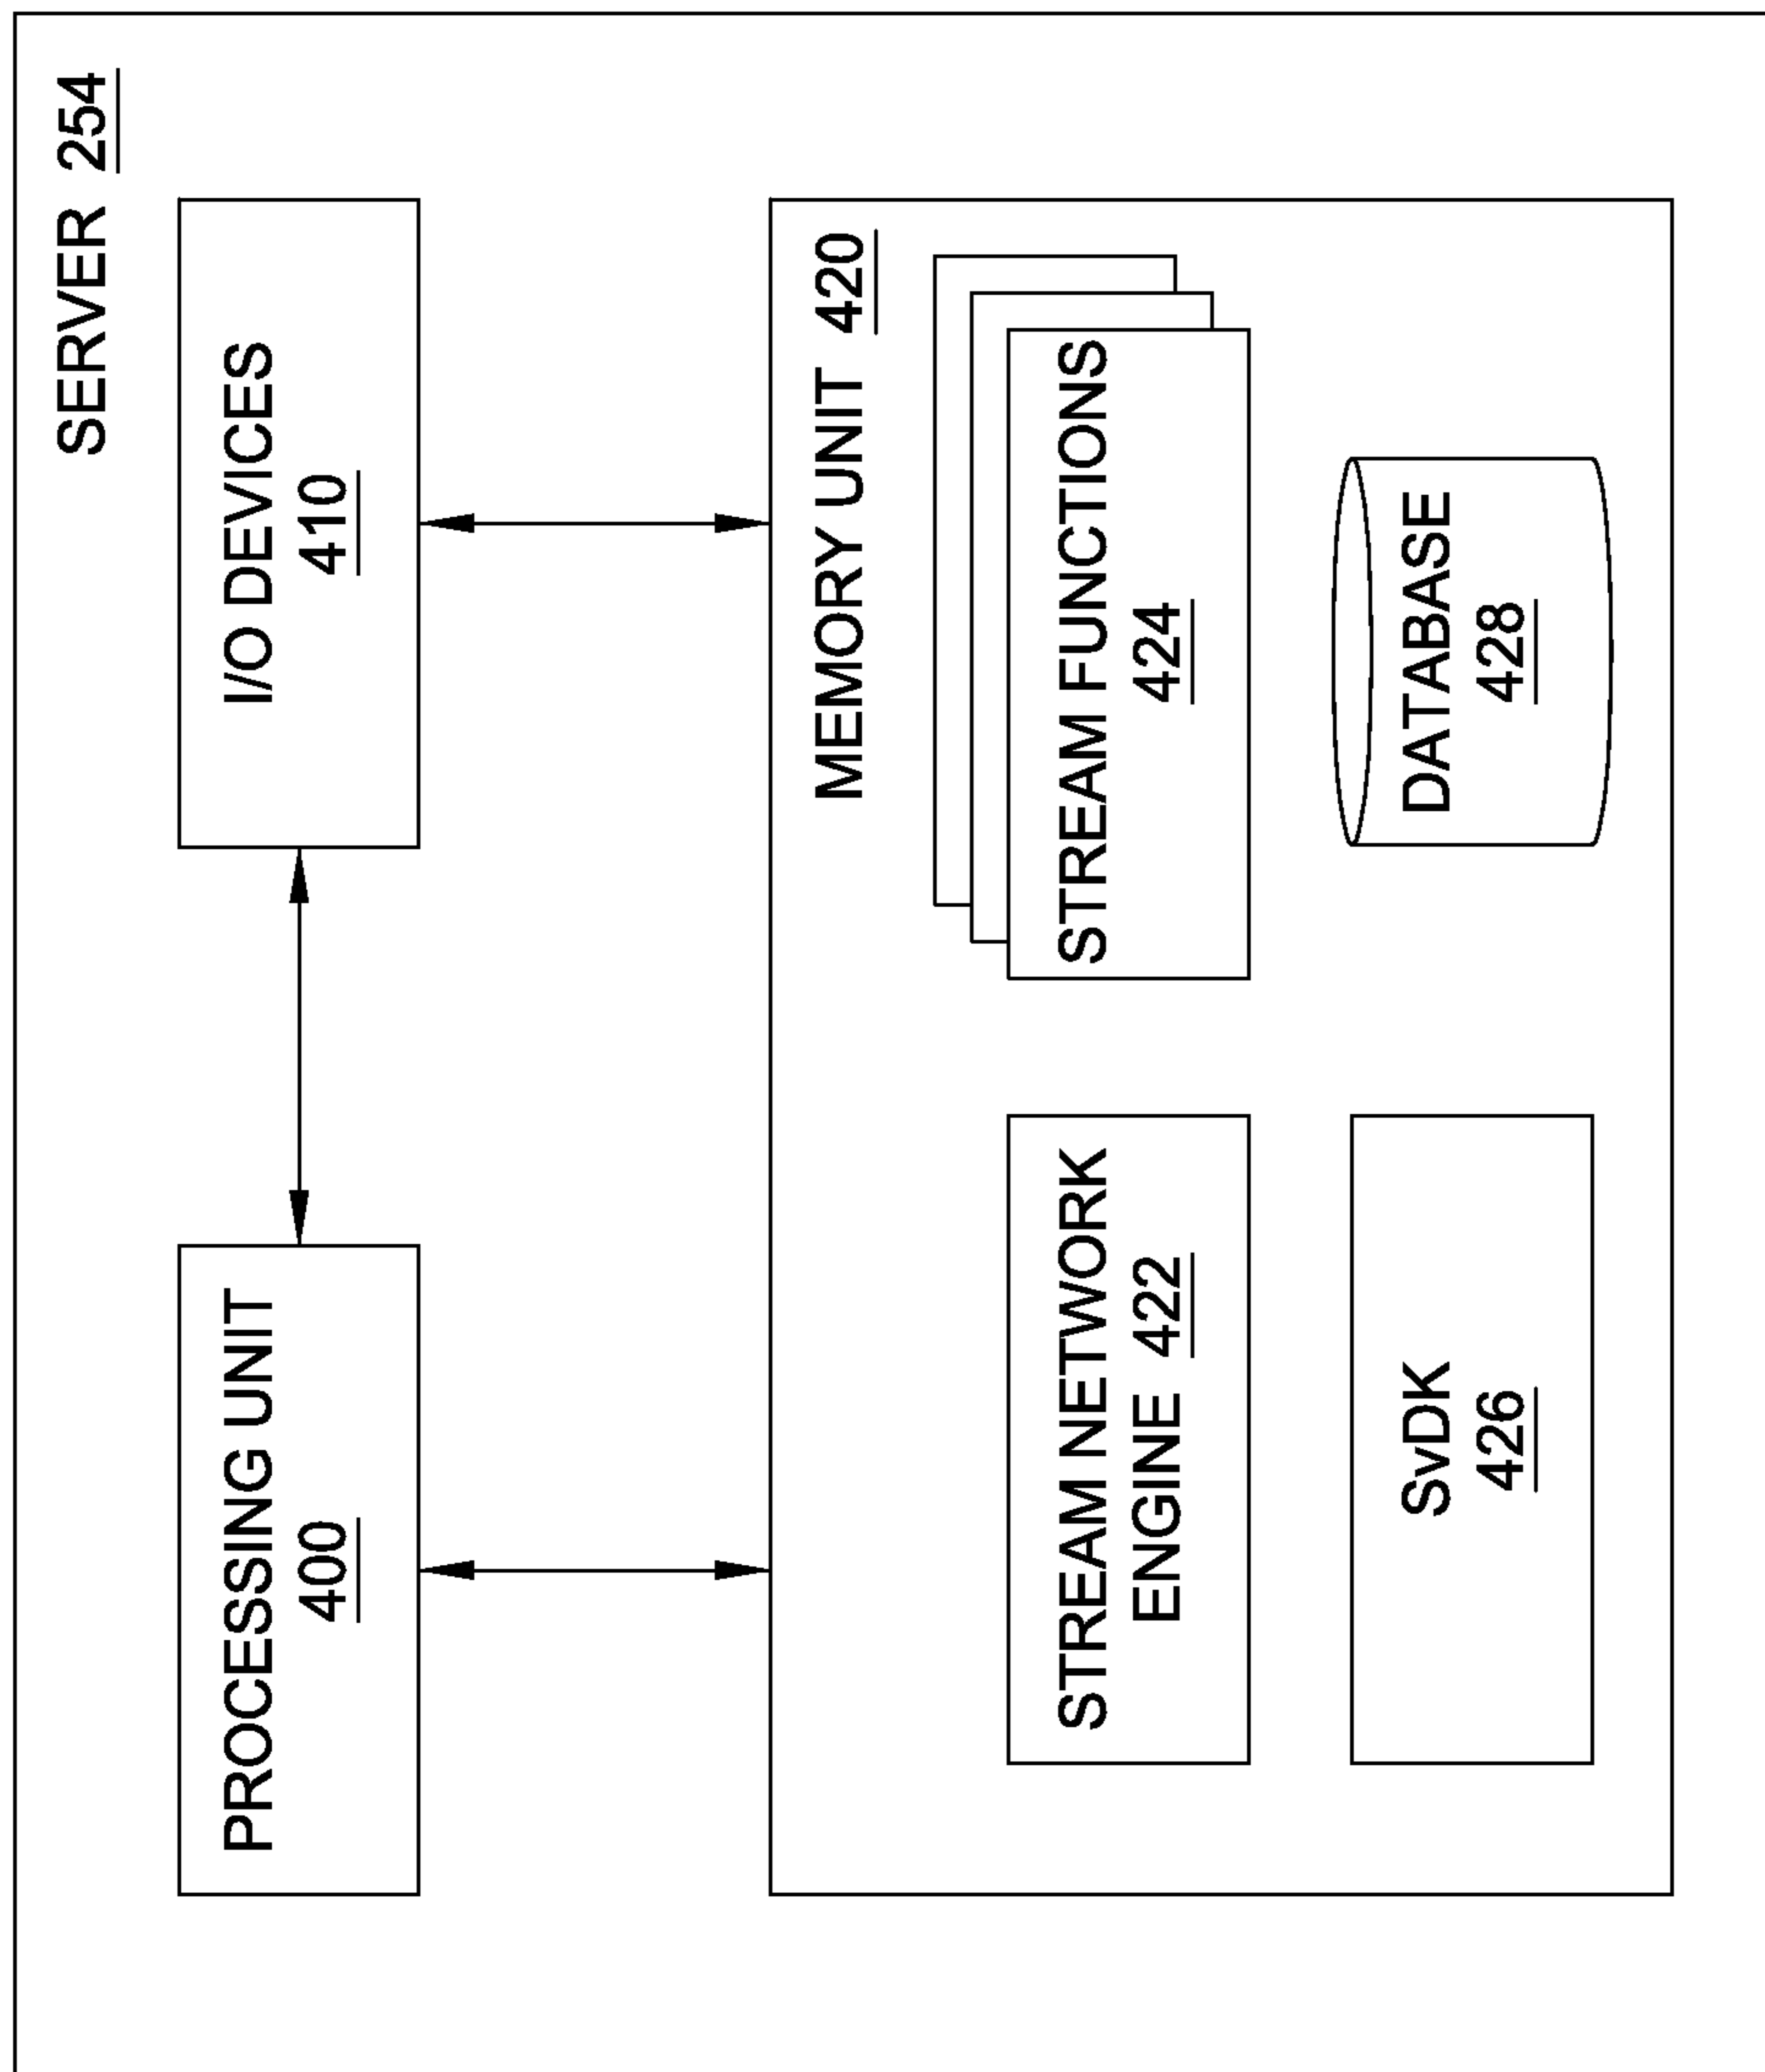 SERVER 254
PROCESSING UNIT
400
I/O DEVICES
410
MEMORY UNIT 420
STREAM NETWORK
ENGINE 422
STREAM FUNCTIONS
424
SvDK
426
DATABASE
428